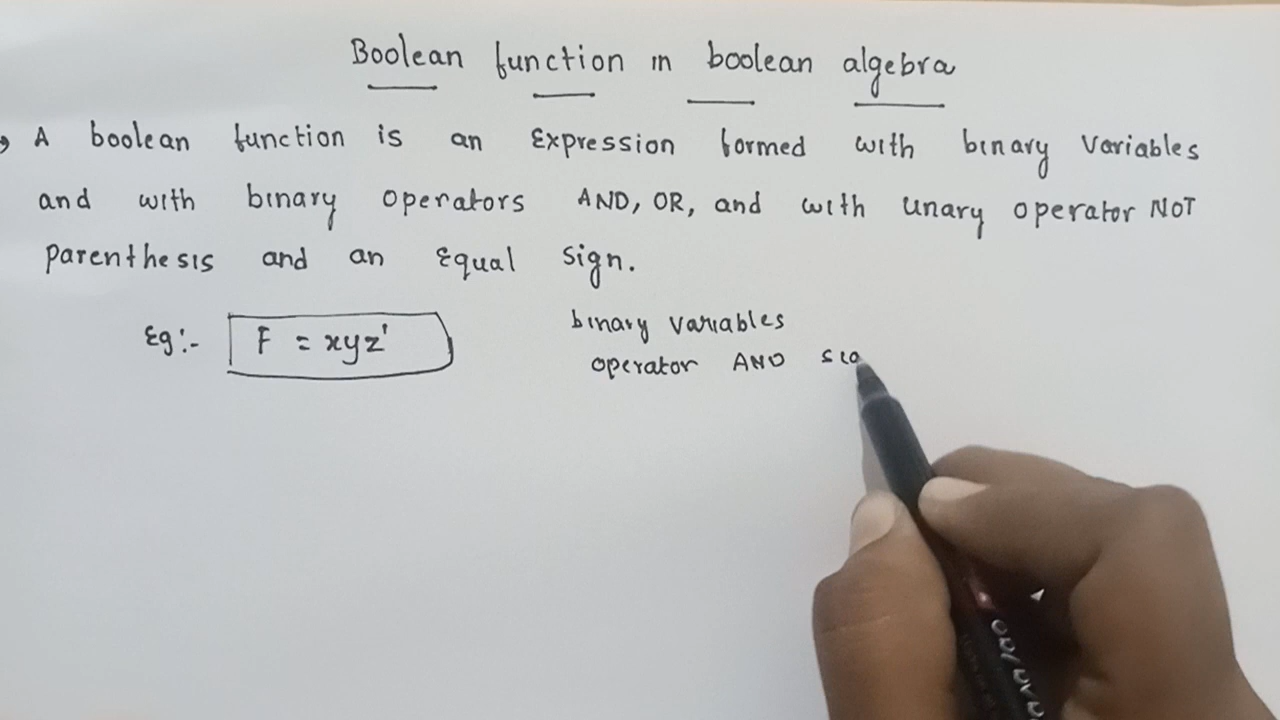 Boolean function in boolean algebra
A boolean function is an Expression formed with binary Variables
and with binary operators AND, OR, and with unary operator NOT
parenthesis and an Equal sign.
Eg:- F = xyz'
binary variables
operator AND